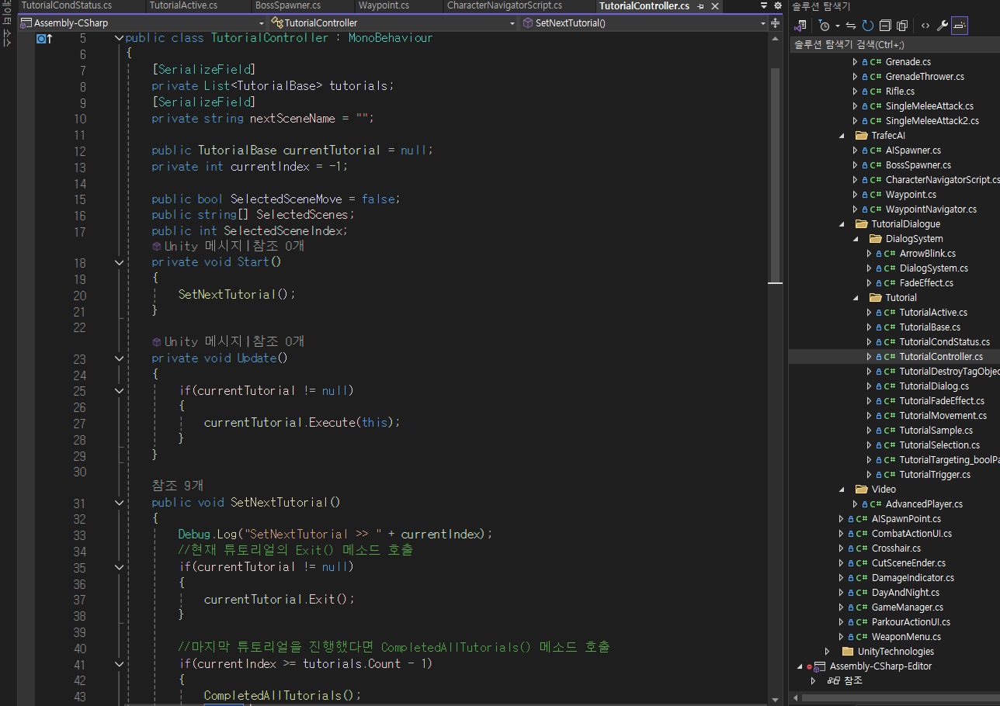 TutorialCondStatus.cs TutorialActive.cs BossSpawner.cs Waypoint.cs CharacterNavigatorScript.cs TutorialController.cs
Assembly-CSharp TutorialController SetNextTutorial()
5 public class TutorialController : MonoBehaviour
6 {
7 [SerializeField]
8 private List<TutorialBase> tutorials;
9 [SerializeField]
10 private string nextSceneName = "";
11
12 public TutorialBase currentTutorial = null;
13 private int currentIndex = -1;
14
15 public bool SelectedSceneMove = false;
16 public string[] SelectedScenes;
17 public int SelectedSceneIndex;
Unity 메시지|참조 0개
18 private void Start()
19 {
20 SetNextTutorial();
21 }
22
Unity 메시지|참조 0개
23 private void Update()
24 {
25 if(currentTutorial != null)
26 {
27 currentTutorial.Execute(this);
28 }
29 }
30
참조 9개
31 public void SetNextTutorial()
32 {
33 Debug.Log("SetNextTutorial >> " + currentIndex);
34 //현재 튜토리얼의 Exit() 메소드 호출
35 if(currentTutorial != null)
36 {
37 currentTutorial.Exit();
38 }
39
40 //마지막 튜토리얼을 진행했다면 CompletedAllTutorials() 메소드 호출
41 if(currentIndex >= tutorials.Count - 1)
42 {
43 CompletedAllTutorials();
솔루션 탐색기
솔루션 탐색기 검색(Ctrl+;)
C# Grenade.cs
C# GrenadeThrower.cs
C# Rifle.cs
C# SingleMeleeAttack.cs
C# SingleMeleeAttack2.cs
TrafecAI
C# AISpawner.cs
C# BossSpawner.cs
C# CharacterNavigatorScript.cs
C# Waypoint.cs
C# WaypointNavigator.cs
TutorialDialogue
DialogSystem
C# ArrowBlink.cs
C# DialogSystem.cs
C# FadeEffect.cs
Tutorial
C# TutorialActive.cs
C# TutorialBase.cs
C# TutorialCondStatus.cs
C# TutorialController.cs
C# TutorialDestroyTagObjec
C# TutorialDialog.cs
C# TutorialFadeEffect.cs
C# TutorialMovement.cs
C# TutorialSample.cs
C# TutorialSelection.cs
C# TutorialTargeting_boolPa
C# TutorialTrigger.cs
Video
C# AdvancedPlayer.cs
C# AISpawnPoint.cs
C# CombatActionUI.cs
C# Crosshair.cs
C# CutSceneEnder.cs
C# DamageIndicator.cs
C# DayAndNight.cs
C# GameManager.cs
C# ParkourActionUI.cs
C# WeaponMenu.cs
UnityTechnologies
Assembly-CSharp-Editor
참조